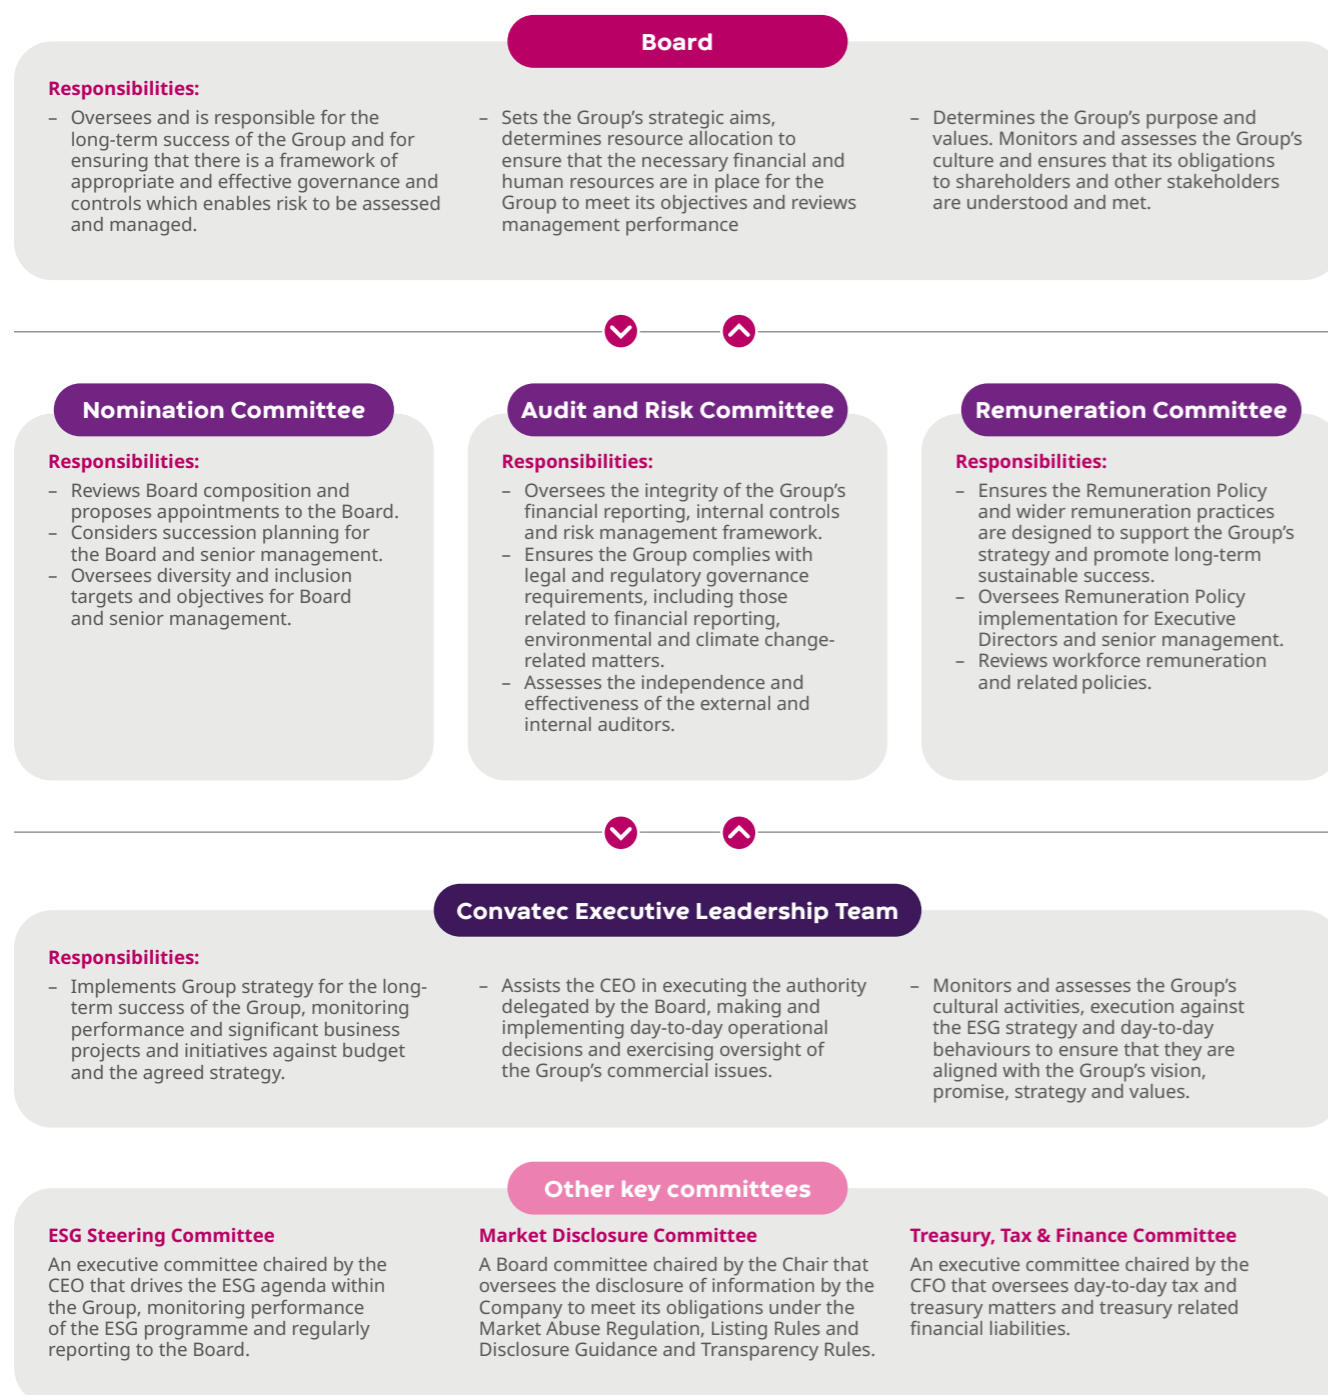 Board
Responsibilities:
– Oversees and is responsible for the
long-term success of the Group and for
ensuring that there is a framework of
appropriate and effective governance and
controls which enables risk to be assessed
and managed.
– Sets the Group’s strategic aims,
determines resource allocation to
ensure that the necessary financial and
human resources are in place for the
Group to meet its objectives and reviews
management performance
– Determines the Group’s purpose and
values. Monitors and assesses the Group’s
culture and ensures that its obligations
to shareholders and other stakeholders
are understood and met.
Nomination Committee
Responsibilities:
– Reviews Board composition and
proposes appointments to the Board.
– Considers succession planning for
the Board and senior management.
– Oversees diversity and inclusion
targets and objectives for Board
and senior management.
Audit and Risk Committee
Responsibilities:
– Oversees the integrity of the Group’s
financial reporting, internal controls
and risk management framework.
– Ensures the Group complies with
legal and regulatory governance
requirements, including those
related to financial reporting,
environmental and climate change-
related matters.
– Assesses the independence and
effectiveness of the external and
internal auditors.
Remuneration Committee
Responsibilities:
– Ensures the Remuneration Policy
and wider remuneration practices
are designed to support the Group’s
strategy and promote long-term
sustainable success.
– Oversees Remuneration Policy
implementation for Executive
Directors and senior management.
– Reviews workforce remuneration
and related policies.
Convatec Executive Leadership Team
Responsibilities:
– Implements Group strategy for the long-
term success of the Group, monitoring
performance and significant business
projects and initiatives against budget
and the agreed strategy.
– Assists the CEO in executing the authority
delegated by the Board, making and
implementing day-to-day operational
decisions and exercising oversight of
the Group’s commercial issues.
– Monitors and assesses the Group’s
cultural activities, execution against
the ESG strategy and day-to-day
behaviours to ensure that they are
aligned with the Group’s vision,
promise, strategy and values.
Other key committees
ESG Steering Committee
An executive committee chaired by the
CEO that drives the ESG agenda within
the Group, monitoring performance
of the ESG programme and regularly
reporting to the Board.
Market Disclosure Committee
A Board committee chaired by the Chair that
oversees the disclosure of information by the
Company to meet its obligations under the
Market Abuse Regulation, Listing Rules and
Disclosure Guidance and Transparency Rules.
Treasury, Tax & Finance Committee
An executive committee chaired by the
CFO that oversees day-to-day tax and
treasury matters and treasury related
financial liabilities.